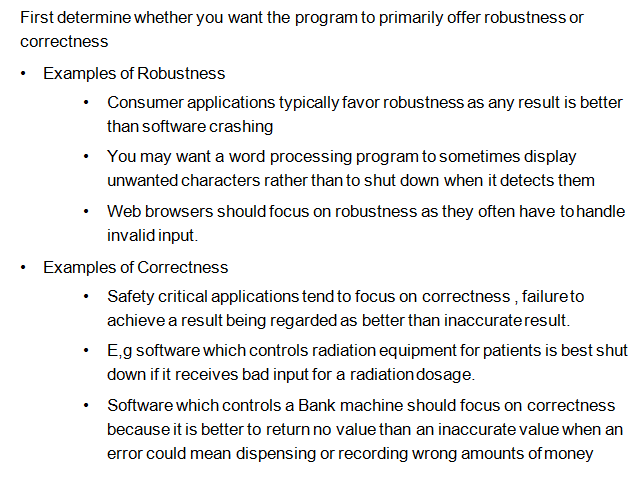 First determine whether you want the program to primarily offer robustness or
correctness
• Examples of Robustness
• Consumer applications typically favor robustness as any result is better
than software crashing
• You may want a word processing program to sometimes display
unwanted characters rather than to shut down when it detects them
• Web browsers should focus on robustness as they often have to handle
invalid input.
• Examples of Correctness
• Safety critical applications tend to focus on correctness , failure to
achieve a result being regarded as better than inaccurate result.
• E,g software which controls radiation equipment for patients is best shut
down if it receives bad input for a radiation dosage.
• Software which controls a Bank machine should focus on correctness
because it is better to return no value than an inaccurate value when an
error could mean dispensing or recording wrong amounts of money